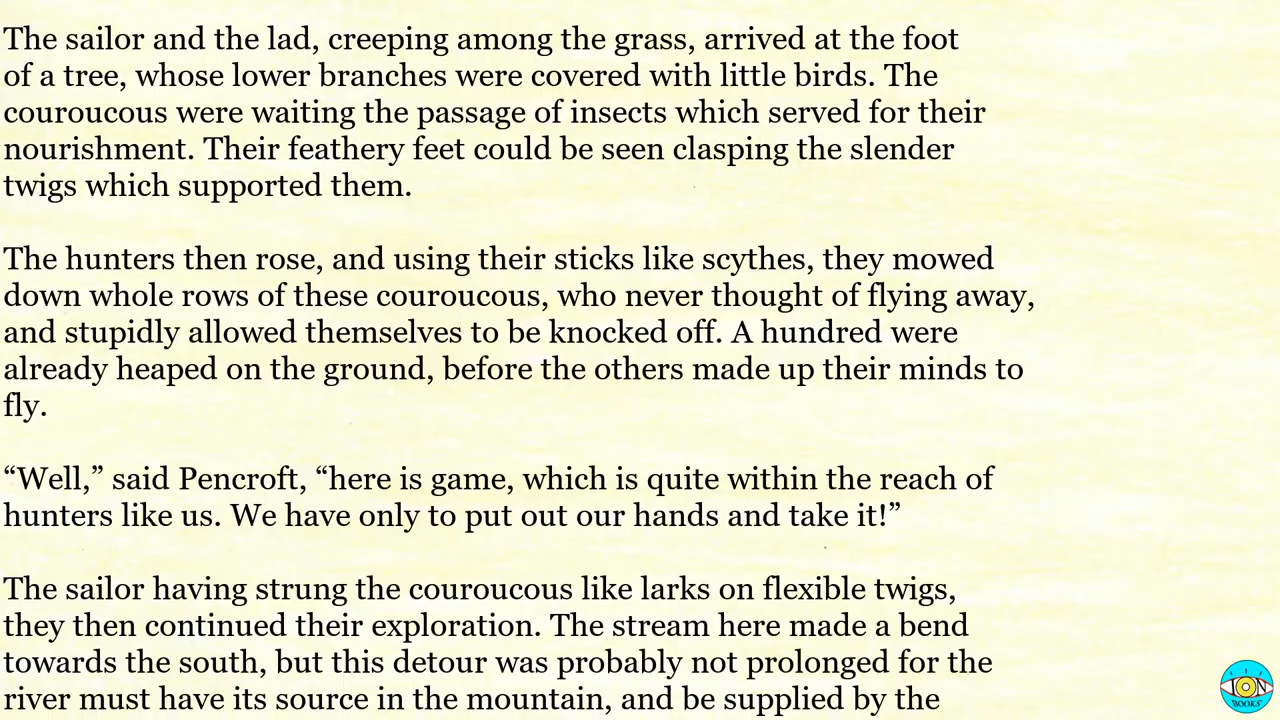 The sailor and the lad, creeping among the grass, arrived at the foot
of a tree, whose lower branches were covered with little birds. The
couroucous were waiting the passage of insects which served for their
nourishment. Their feathery feet could be seen clasping the slender
twigs which supported them.
The hunters then rose, and using their sticks like scythes, they mowed
down whole rows of these couroucous, who never thought of flying away,
and stupidly allowed themselves to be knocked off. A hundred were
already heaped on the ground, before the others made up their minds to
fly.
“Well,” said Pencroft, “here is game, which is quite within the reach of
hunters like us. We have only to put out our hands and take it!”
The sailor having strung the couroucous like larks on flexible twigs,
they then continued their exploration. The stream here made a bend
towards the south, but this detour was probably not prolonged for the
river must have its source in the mountain, and be supplied by the
ION
BOOKS